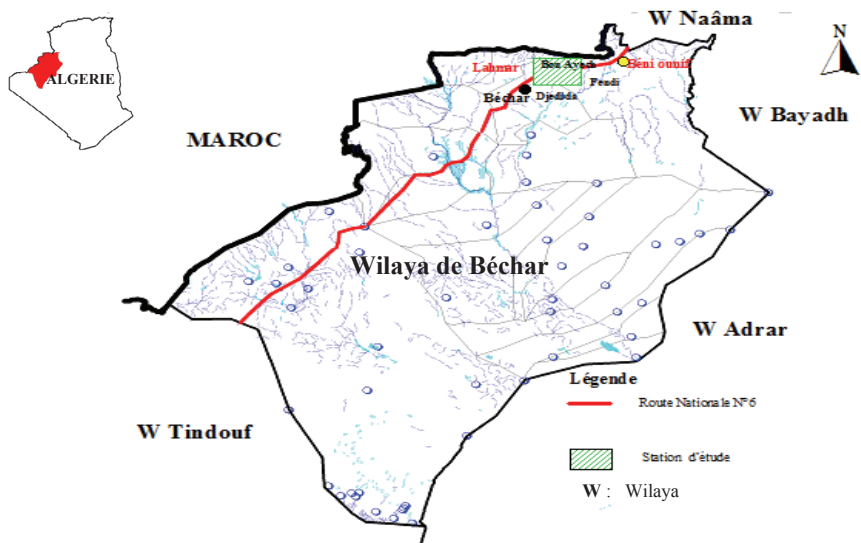 W Naâma
N
ALGERIE
Lahmar
Bou Ayach
Béni ounif
Fendi
Béchar
Djedida
W Bayadh
MAROC
Wilaya de Béchar
W Adrar
Légende
Route Nationale N°6
W Tindouf
Station d'étude
W : Wilaya